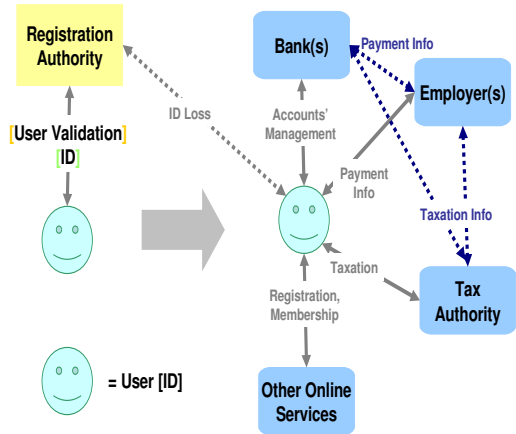 Registration
Authority
Bank(s)
Payment Info
Employer(s)
ID Loss
Accounts'
Management
[User Validation]
[ID]
Payment
Info
Taxation Info
Taxation
Registration,
Membership
Tax
Authority
= User [ID]
Other Online
Services